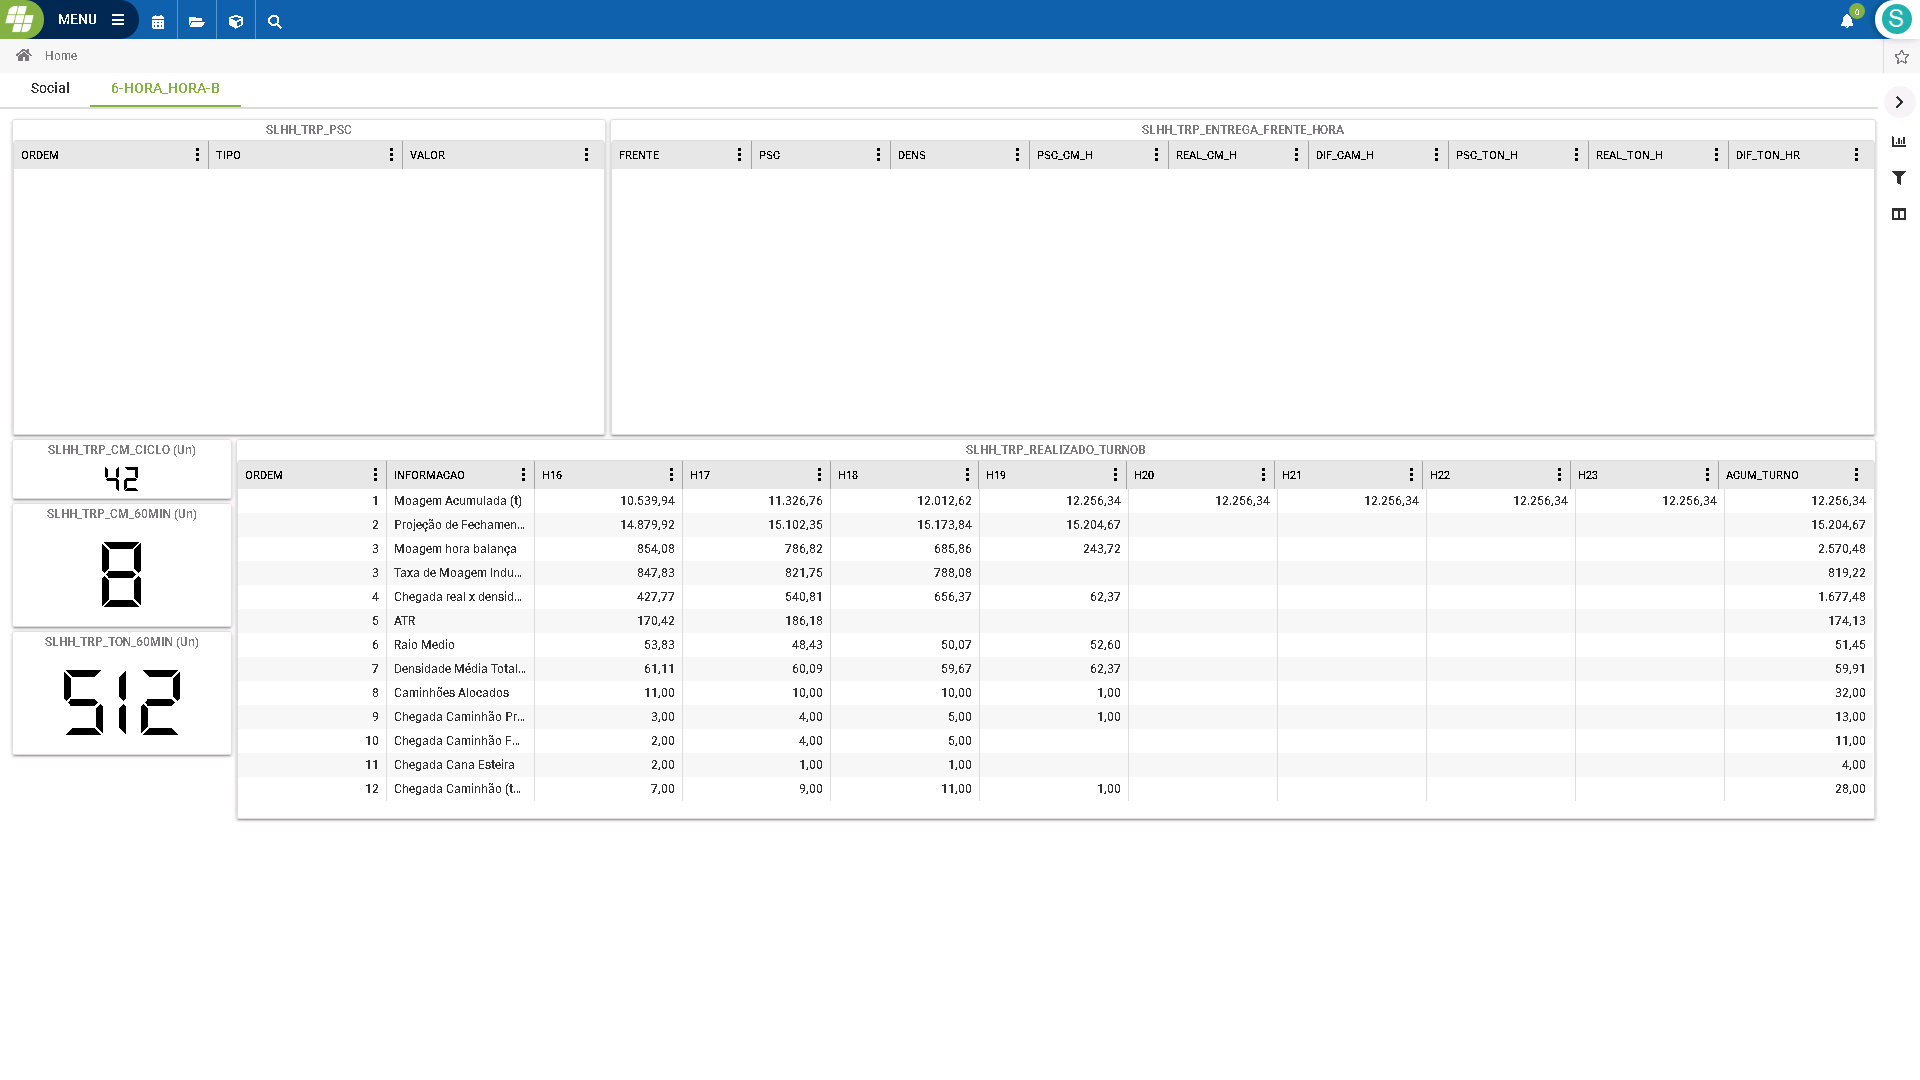 MENU
0
S
Home
Social 6-HORA_HORA-B
SLHH_TRP_PSC
ORDEM TIPO VALOR
SLHH_TRP_ENTREGA_FRENTE_HORA
FRENTE PSC DENS PSC_CM_H REAL_CM_H DIF_CAM_H PSC_TON_H REAL_TON_H DIF_TON_HR
SLHH_TRP_CM_CICLO (Un)
42
SLHH_TRP_CM_60MIN (Un)
8
SLHH_TRP_TON_60MIN (Un)
512
SLHH_TRP_REALIZADO_TURNOB
ORDEM INFORMACAO H16 H17 H18 H19 H20 H21 H22 H23 ACUM_TURNO
1 Moagem Acumulada (t) 10.539,94 11.326,76 12.012,62 12.256,34 12.256,34 12.256,34 12.256,34 12.256,34 12.256,34
2 Projeção de Fechamen... 14.879,92 15.102,35 15.173,84 15.204,67 15.204,67
3 Moagem hora balança 854,08 786,82 685,86 243,72 2.570,48
3 Taxa de Moagem Indu... 847,83 821,75 788,08 819,22
4 Chegada real x densid... 427,77 540,81 656,37 62,37 1.677,48
5 ATR 170,42 186,18 174,13
6 Raio Medio 53,83 48,43 50,07 52,60 51,45
7 Densidade Média Total... 61,11 60,09 59,67 62,37 59,91
8 Caminhões Alocados 11,00 10,00 10,00 1,00 32,00
9 Chegada Caminhão Pr... 3,00 4,00 5,00 1,00 13,00
10 Chegada Caminhão F... 2,00 4,00 5,00 11,00
11 Chegada Cana Esteira 2,00 1,00 1,00 4,00
12 Chegada Caminhão (t... 7,00 9,00 11,00 1,00 28,00